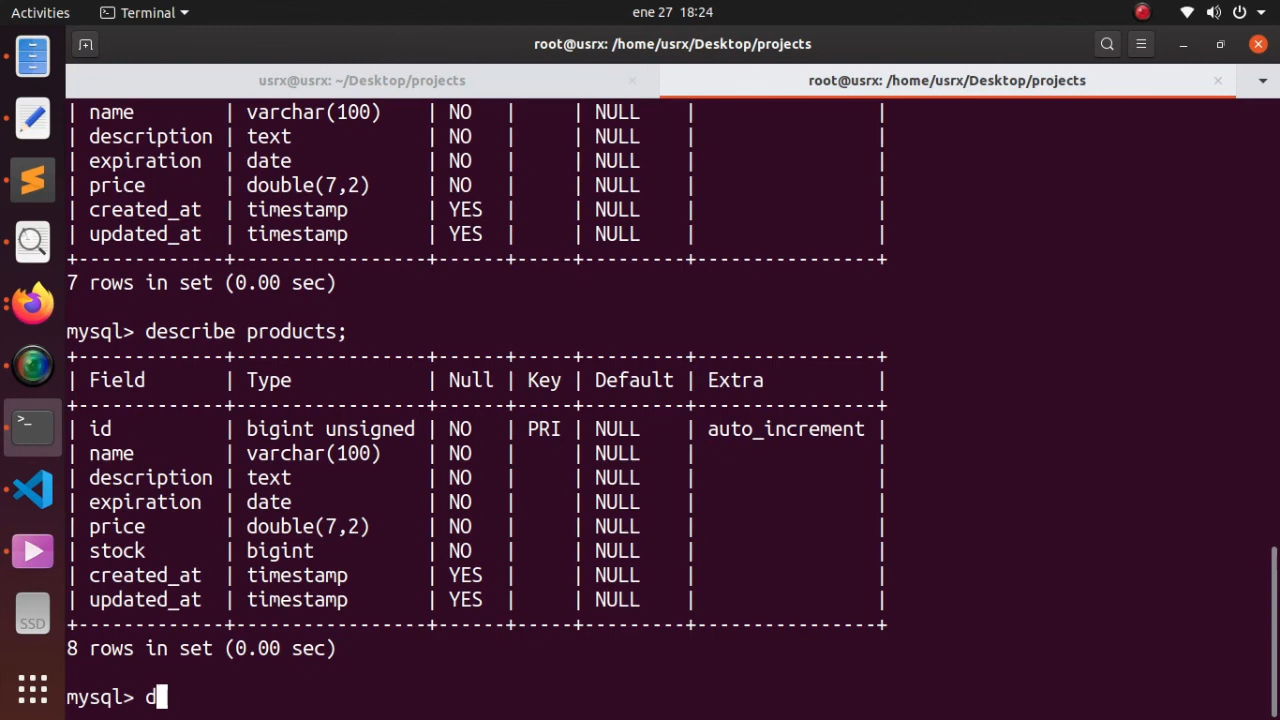 Activities
Terminal
ene 27 18:24
root@usrx: /home/usrx/Desktop/projects
usrx@usrx: ~/Desktop/projects
root@usrx: /home/usrx/Desktop/projects
| name        | varchar(100)    | NO   |     | NULL    |                |
| description | text            | NO   |     | NULL    |                |
| expiration  | date            | NO   |     | NULL    |                |
| price       | double(7,2)     | NO   |     | NULL    |                |
| created_at  | timestamp       | YES  |     | NULL    |                |
| updated_at  | timestamp       | YES  |     | NULL    |                |
+-------------+-----------------+------+-----+---------+----------------+
7 rows in set (0.00 sec)
mysql> describe products;
+-------------+-----------------+------+-----+---------+----------------+
| Field       | Type            | Null | Key | Default | Extra          |
+-------------+-----------------+------+-----+---------+----------------+
| id          | bigint unsigned | NO   | PRI | NULL    | auto_increment |
| name        | varchar(100)    | NO   |     | NULL    |                |
| description | text            | NO   |     | NULL    |                |
| expiration  | date            | NO   |     | NULL    |                |
| price       | double(7,2)     | NO   |     | NULL    |                |
| stock       | bigint          | NO   |     | NULL    |                |
| created_at  | timestamp       | YES  |     | NULL    |                |
| updated_at  | timestamp       | YES  |     | NULL    |                |
+-------------+-----------------+------+-----+---------+----------------+
8 rows in set (0.00 sec)
mysql> d
SSD